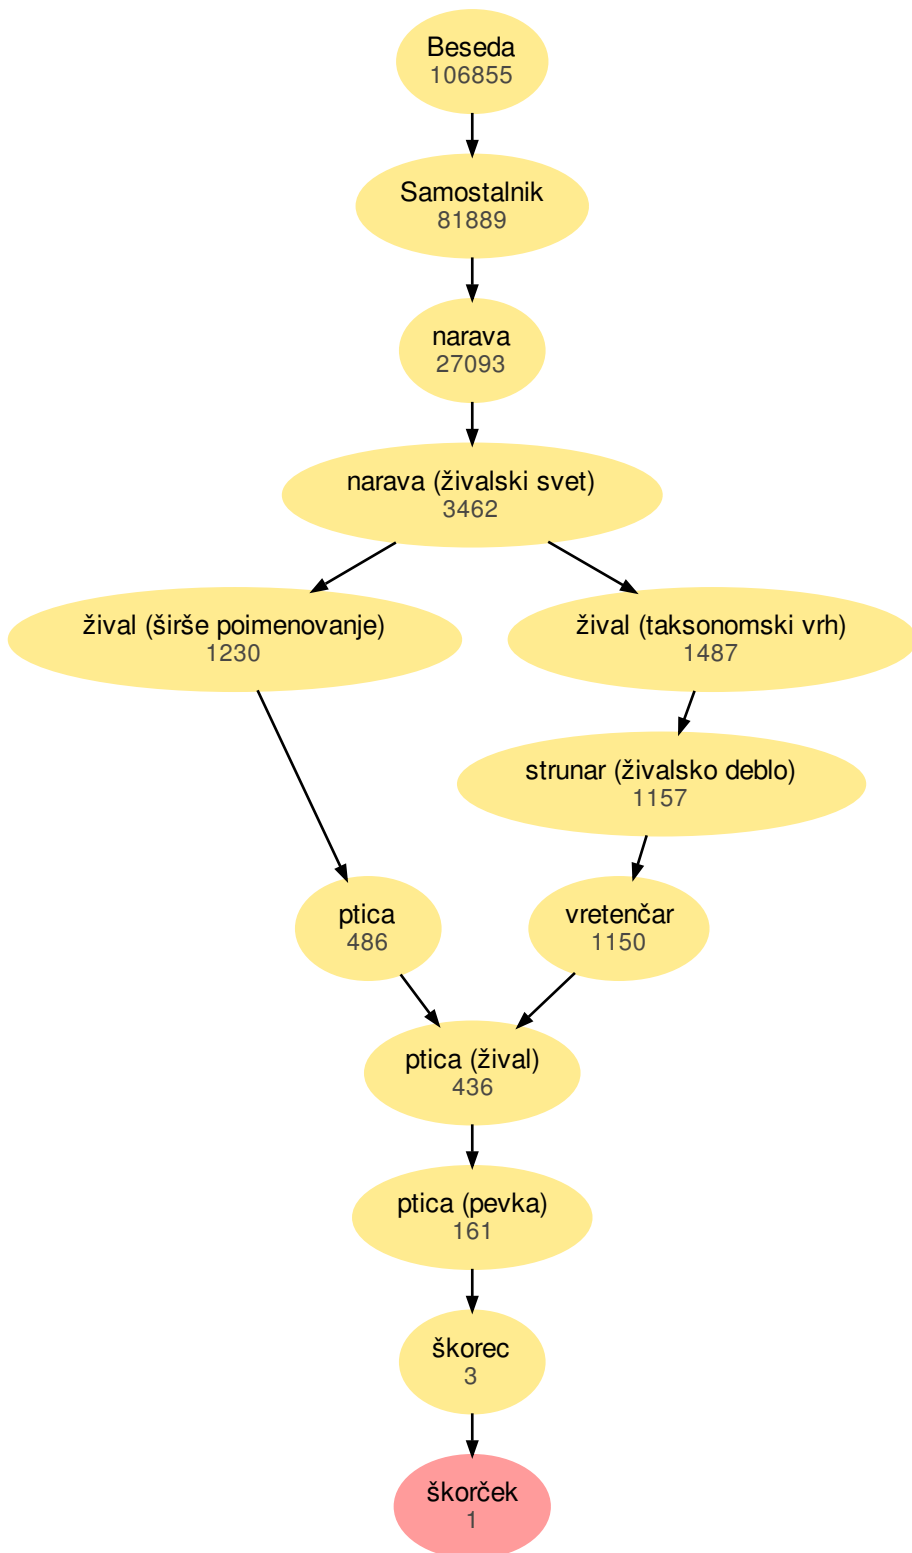 Beseda
106855
Samostalnik
81889
narava
27093
narava (živalski svet)
3462
žival (širše poimenovanje)
1230
žival (taksonomski vrh)
1487
strunar (živalsko deblo)
1157
ptica
486
vretenčar
1150
ptica (žival)
436
ptica (pevka)
161
škorec
3
škorček
1